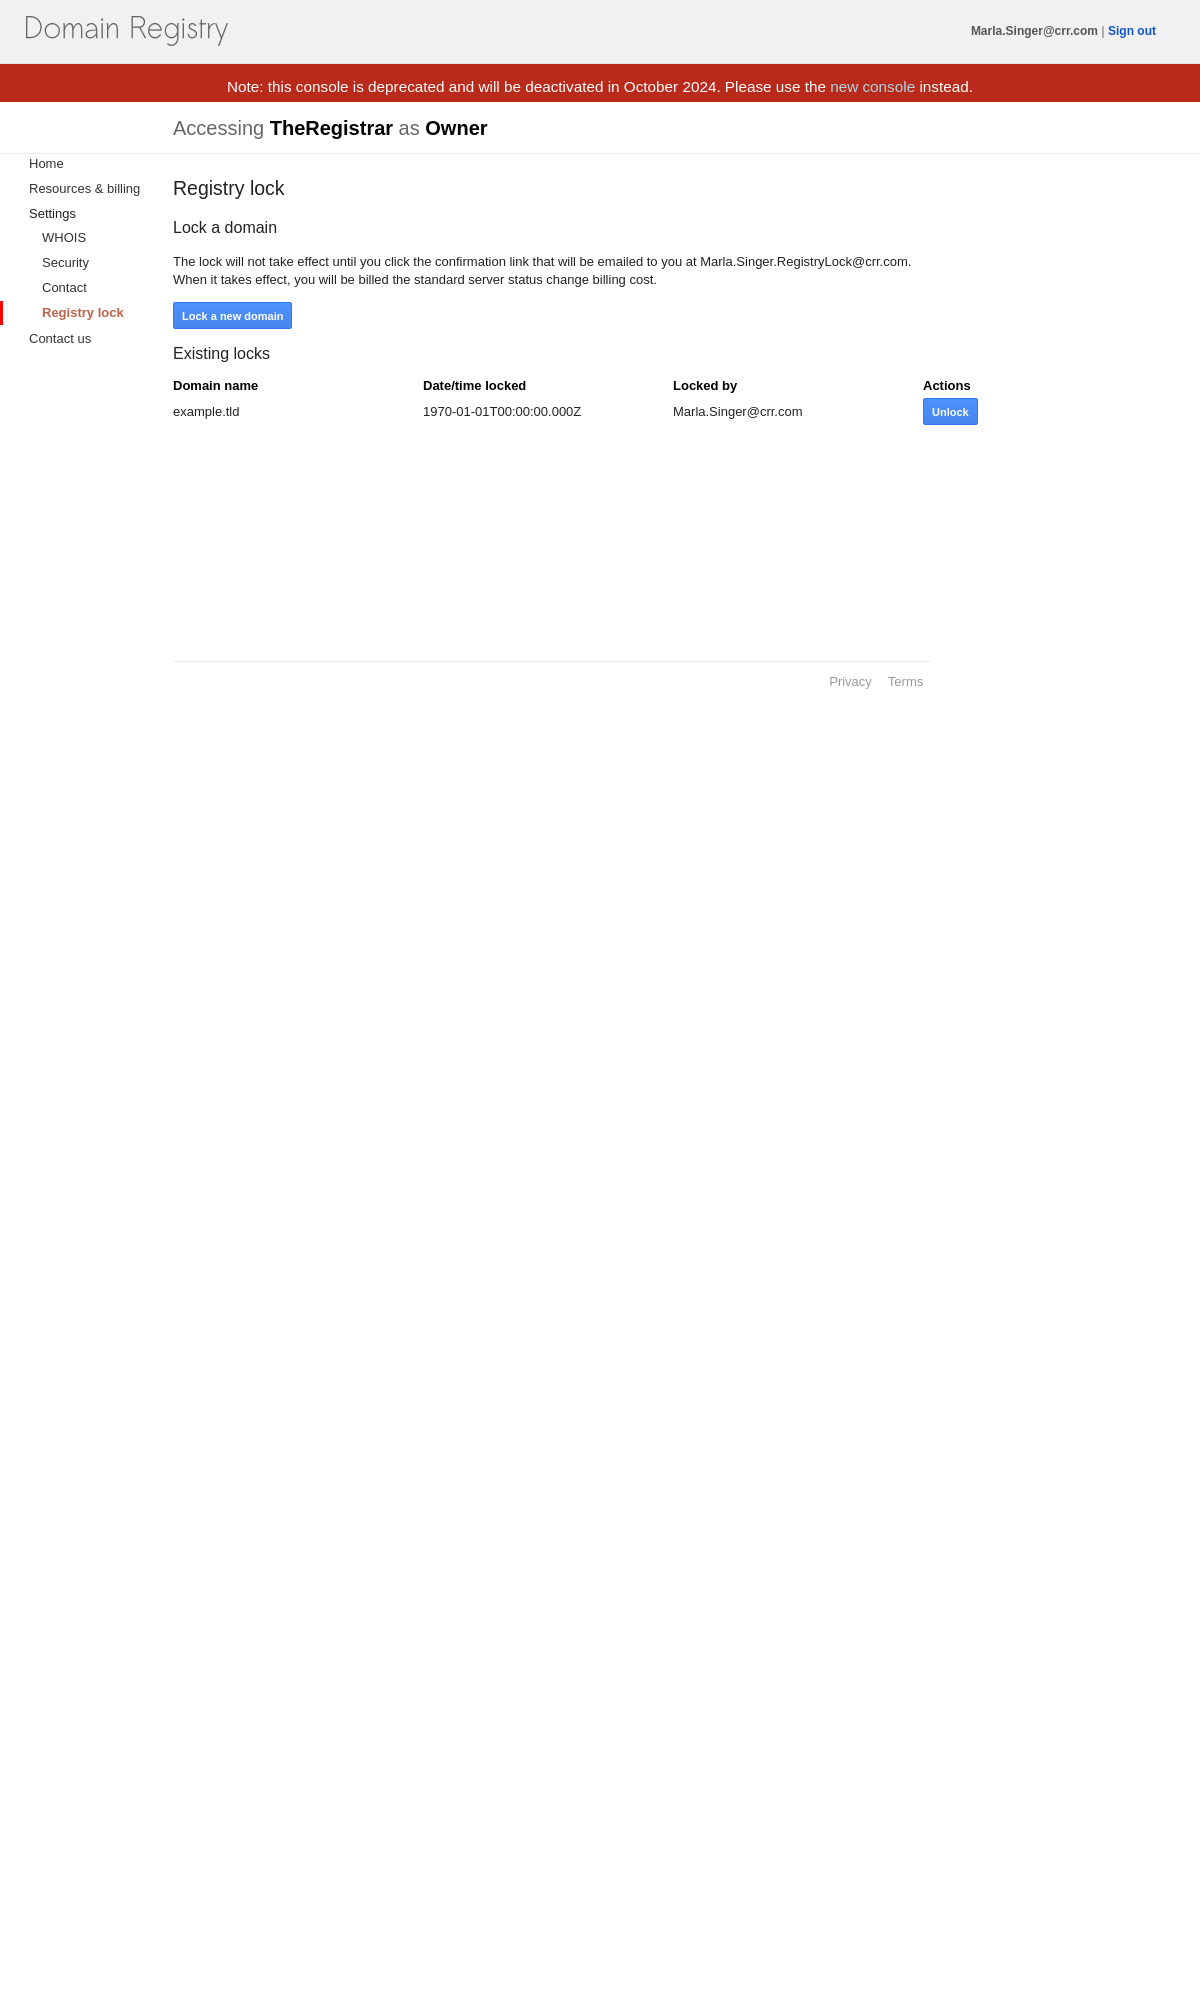 Domain Registry
Marla.Singer@crr.com | Sign out
Note: this console is deprecated and will be deactivated in October 2024. Please use the new console instead.
Accessing TheRegistrar as Owner
Home
Resources & billing
Settings
WHOIS
Security
Contact
Registry lock
Contact us
Registry lock
Lock a domain
The lock will not take effect until you click the confirmation link that will be emailed to you at Marla.Singer.RegistryLock@crr.com.
When it takes effect, you will be billed the standard server status change billing cost.
Lock a new domain
Existing locks
Domain name Date/time locked Locked by Actions
example.tld 1970-01-01T00:00:00.000Z Marla.Singer@crr.com Unlock
Privacy Terms